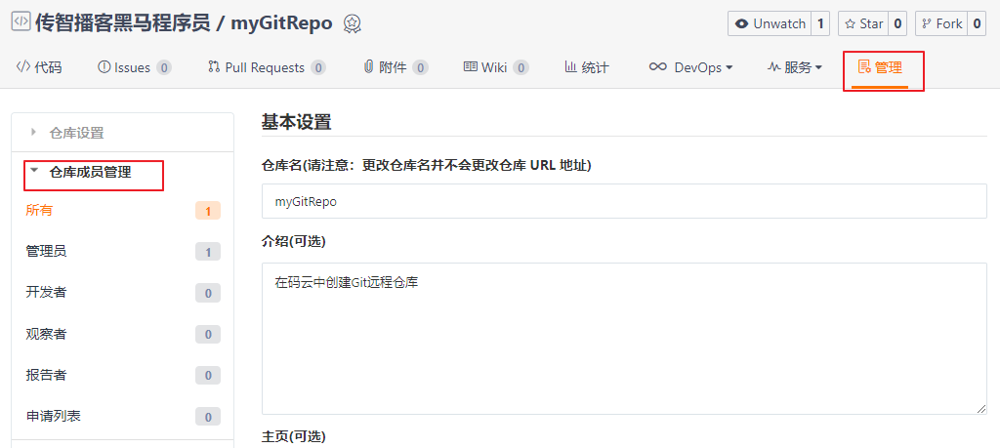 传智播客黑马程序员 / myGitRepo
Unwatch 1 Star 0 Fork 0
代码 Issues 0 Pull Requests 0 附件 0 Wiki 0 统计 DevOps 服务 管理
仓库设置
仓库成员管理
所有 1
管理员 1
开发者 0
观察者 0
报告者 0
申请列表 0
基本设置
仓库名(请注意：更改仓库名并不会更改仓库 URL 地址)
myGitRepo
介绍(可选)
在码云中创建Git远程仓库
主页(可选)